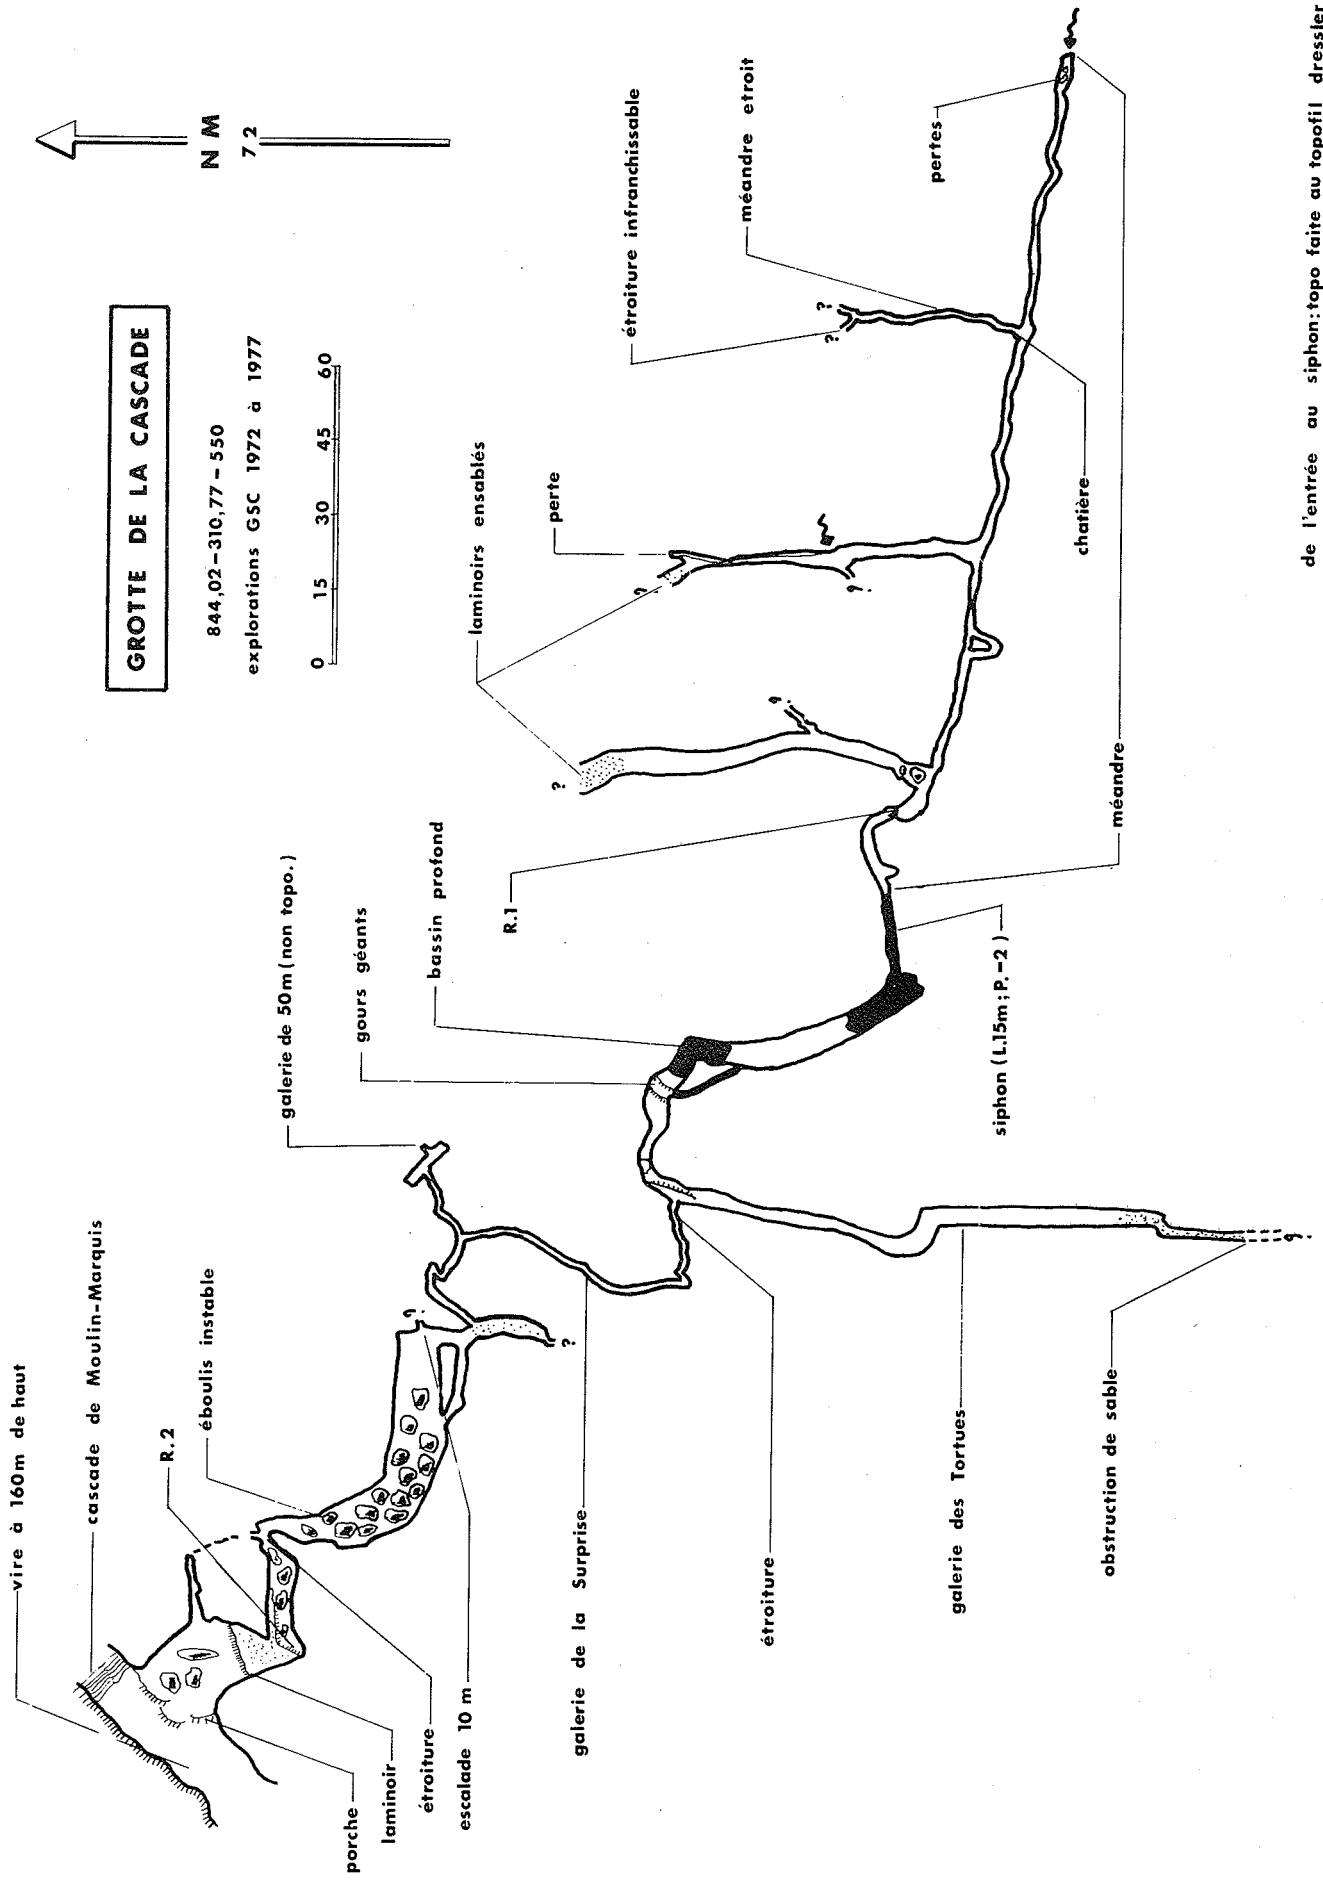 GROTTE DE LA CASCADE
844,02-310,77-550
explorations GSC 1972 à 1977
0 15 30 45 60
N M
72
vire à 160m de haut
cascade de Moulin-Marquis
R.2
éboulis instable
galerie de 50m (non topo.)
gours géants
bassin profond
R.1
laminoirs ensablés
perte
étroiture infranchissable
méandre etroit
pertes
?
?
?
?
?
?
?
?
?
porche
laminoir
étroiture
escalade 10 m
galerie de la Surprise
étroiture
galerie des Tortues
obstruction de sable
siphon (L.15m; P.-2)
méandre
chatière
de l'entrée au siphon: topo faite au topofil dressler